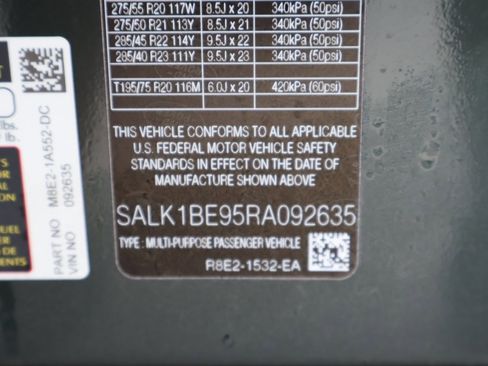 275/55 R20 117W 8.5J x 20 340kPa (50psi)
275/50 R21 113Y 8.5J x 21 340kPa (50psi)
285/45 R22 114Y 9.5J x 22 340kPa (50psi)
285/40 R23 111Y 9.5J x 23 340kPa (50psi)
T195/75 R20 116M 6.0J x 20 420kPa (60psi)
THIS VEHICLE CONFORMS TO ALL APPLICABLE
U.S. FEDERAL MOTOR VEHICLE SAFETY
STANDARDS IN EFFECT ON THE DATE OF
MANUFACTURE SHOWN ABOVE
SALK1BE95RA092635
TYPE : MULTI-PURPOSE PASSENGER VEHICLE
R8E2-1532-EA
PART NO M8E2-1A552-DC
VIN NO 092635
lbs.